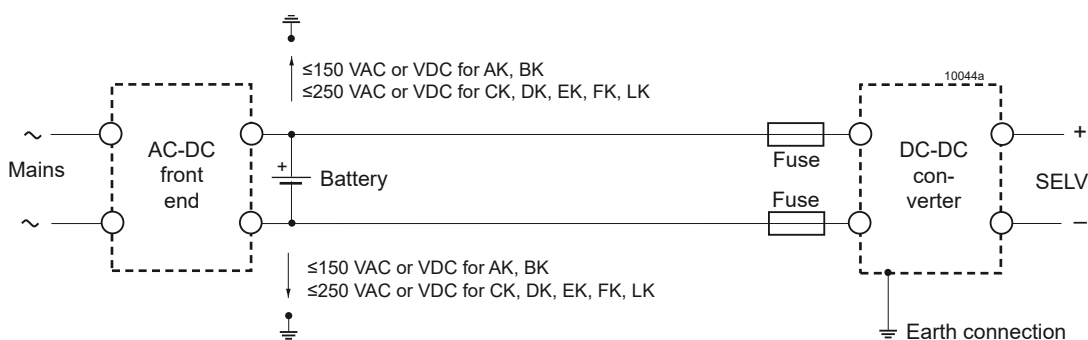 ≤150 VAC or VDC for AK, BK
≤250 VAC or VDC for CK, DK, EK, FK, LK
10044a
~
Mains
~
AC-DC
front
end
+
Battery
Fuse
Fuse
DC-DC
con-
verter
+
SELV
−
≤150 VAC or VDC for AK, BK
≤250 VAC or VDC for CK, DK, EK, FK, LK
Earth connection